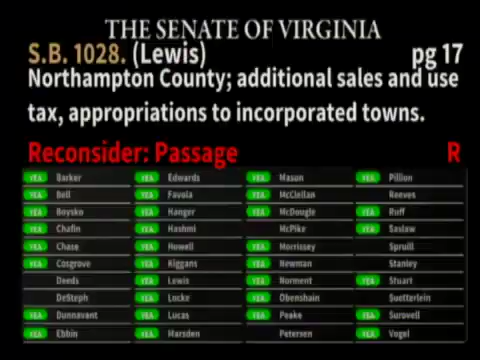 THE SENATE OF VIRGINIA
S.B. 1028. (Lewis) pg 17
Northampton County; additional sales and use
tax, appropriations to incorporated towns.
Reconsider: Passage R
YEA Barker YEA Edwards YEA Mason YEA Pillion
YEA Bell YEA Favola YEA McClellan Reeves
YEA Boysko YEA Hanger YEA McDougle YEA Ruff
YEA Chafin YEA Hashmi McPike YEA Saslaw
YEA Chase YEA Howell YEA Morrissey Spruill
YEA Cosgrove YEA Kiggans YEA Newman Stanley
Deeds YEA Lewis YEA Norment YEA Stuart
DeSteph YEA Locke YEA Obenshain Suetterlein
YEA Dunnavant YEA Lucas YEA Peake YEA Surovell
YEA Ebbin YEA Marsden Petersen YEA Vogel